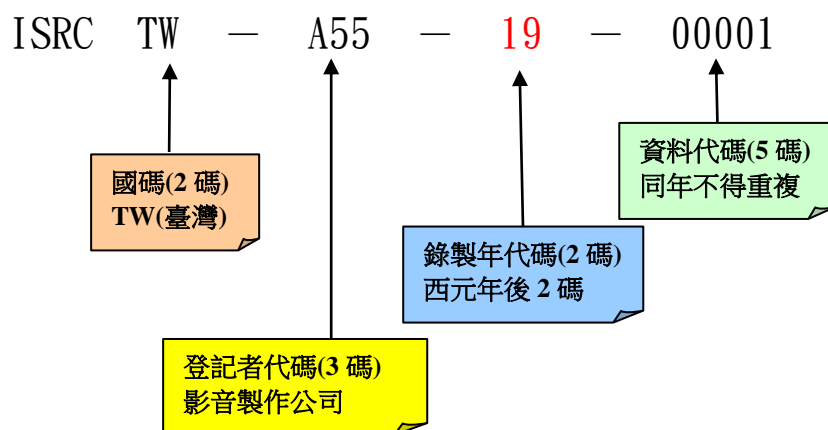 ISRC TW － A55 － 19 － 00001
國碼(2 碼)
TW(臺灣)
登記者代碼(3 碼)
影音製作公司
錄製年代碼(2 碼)
西元年後 2 碼
資料代碼(5 碼)
同年不得重複